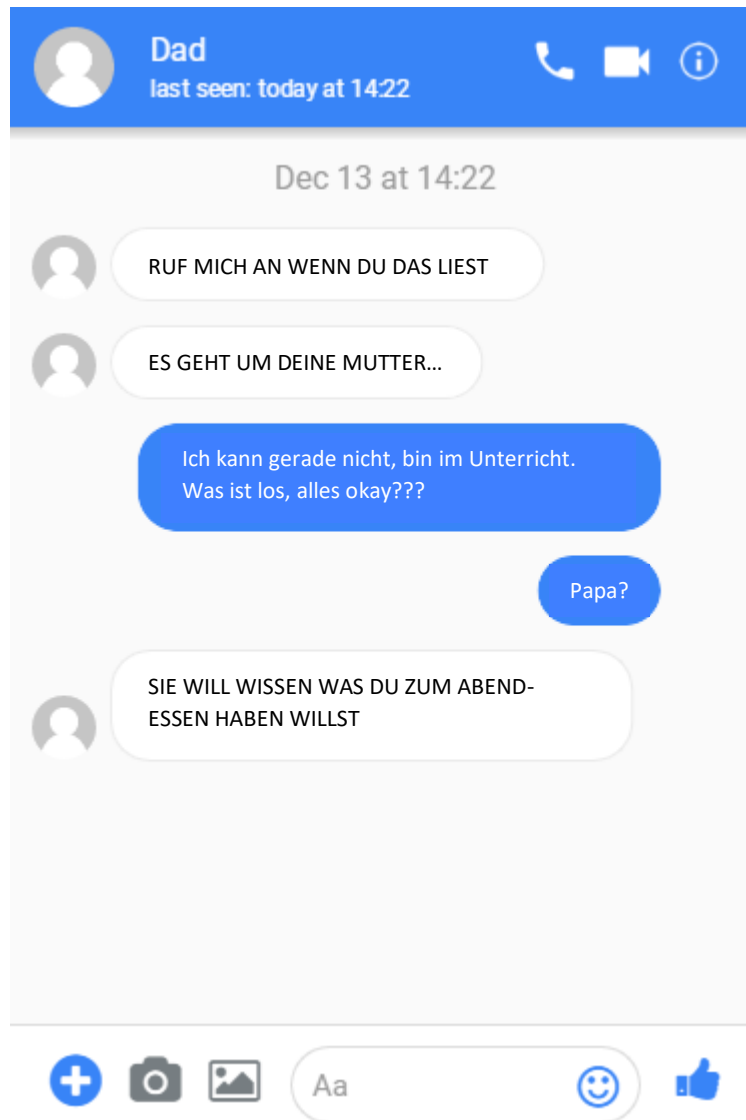 Dad
last seen: today at 14:22
Dec 13 at 14:22
RUF MICH AN WENN DU DAS LIEST
ES GEHT UM DEINE MUTTER...
Ich kann gerade nicht, bin im Unterricht.
Was ist los, alles okay???
Papa?
SIE WILL WISSEN WAS DU ZUM ABEND-
ESSEN HABEN WILLST
Aa